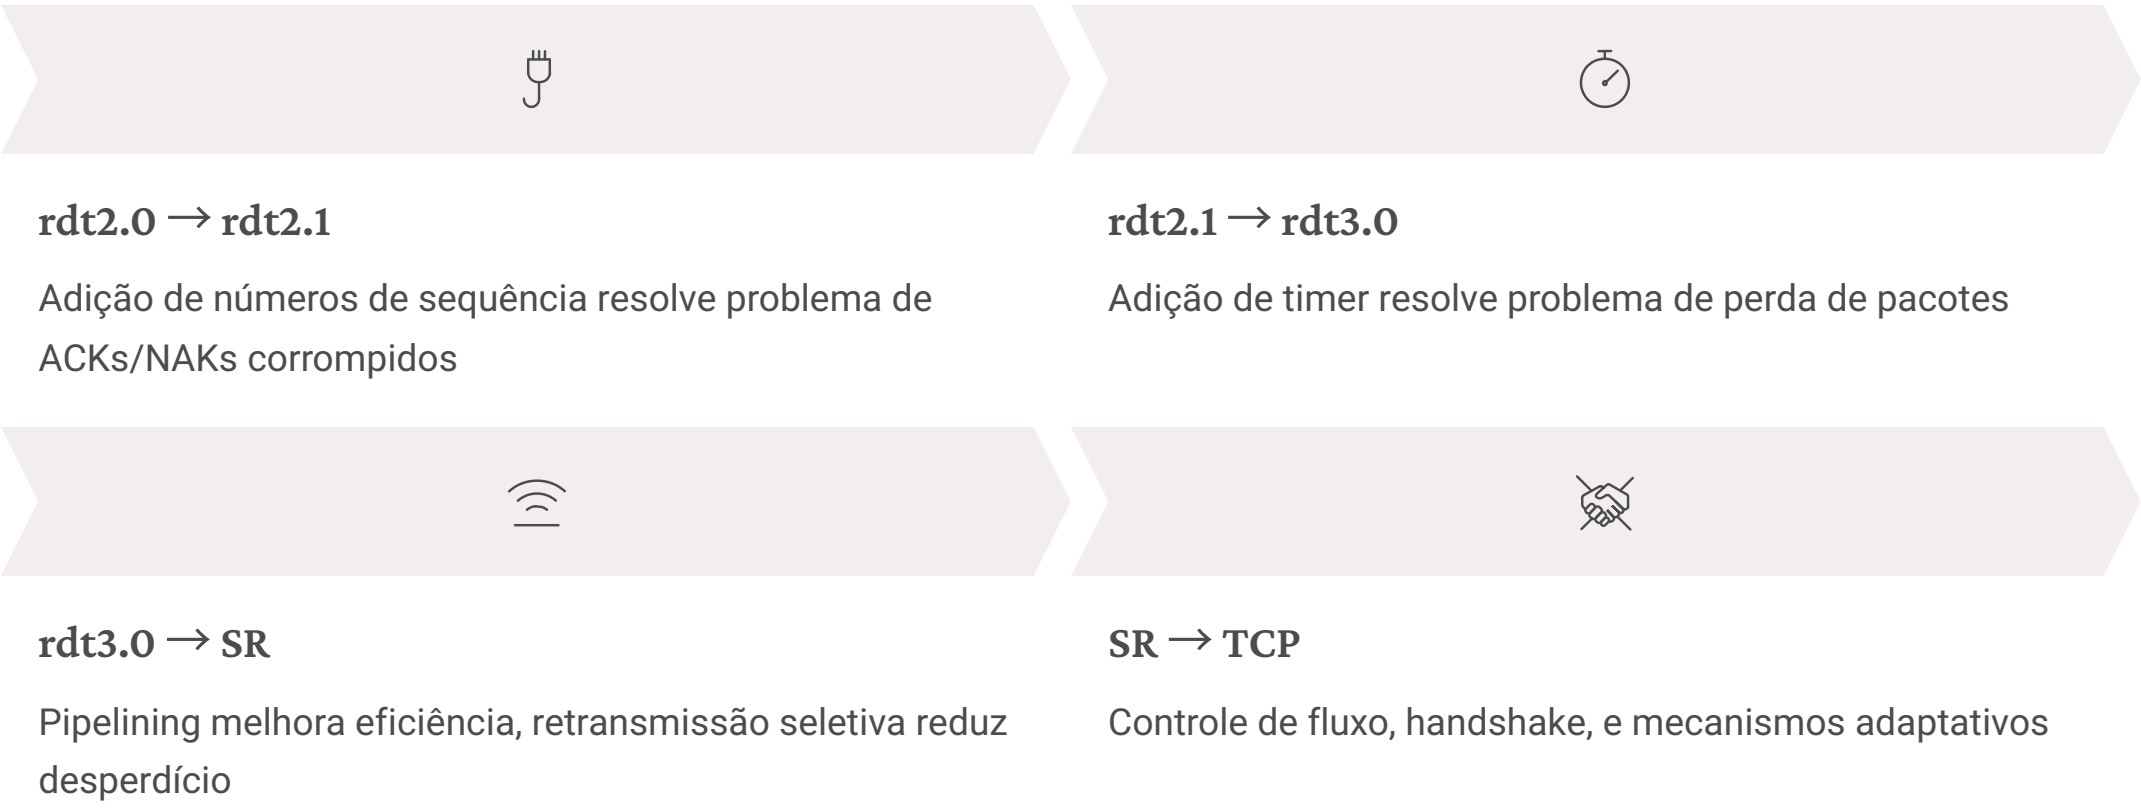 rdt2.0 → rdt2.1
Adição de números de sequência resolve problema de
ACKs/NAKs corrompidos
rdt2.1 → rdt3.0
Adição de timer resolve problema de perda de pacotes
rdt3.0 → SR
Pipelining melhora eficiência, retransmissão seletiva reduz
desperdício
SR → TCP
Controle de fluxo, handshake, e mecanismos adaptativos